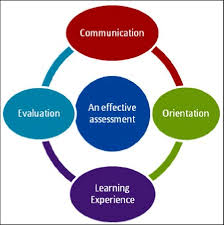 Communication
Evaluation
An effective
assessment
Orientation
Learning
Experience